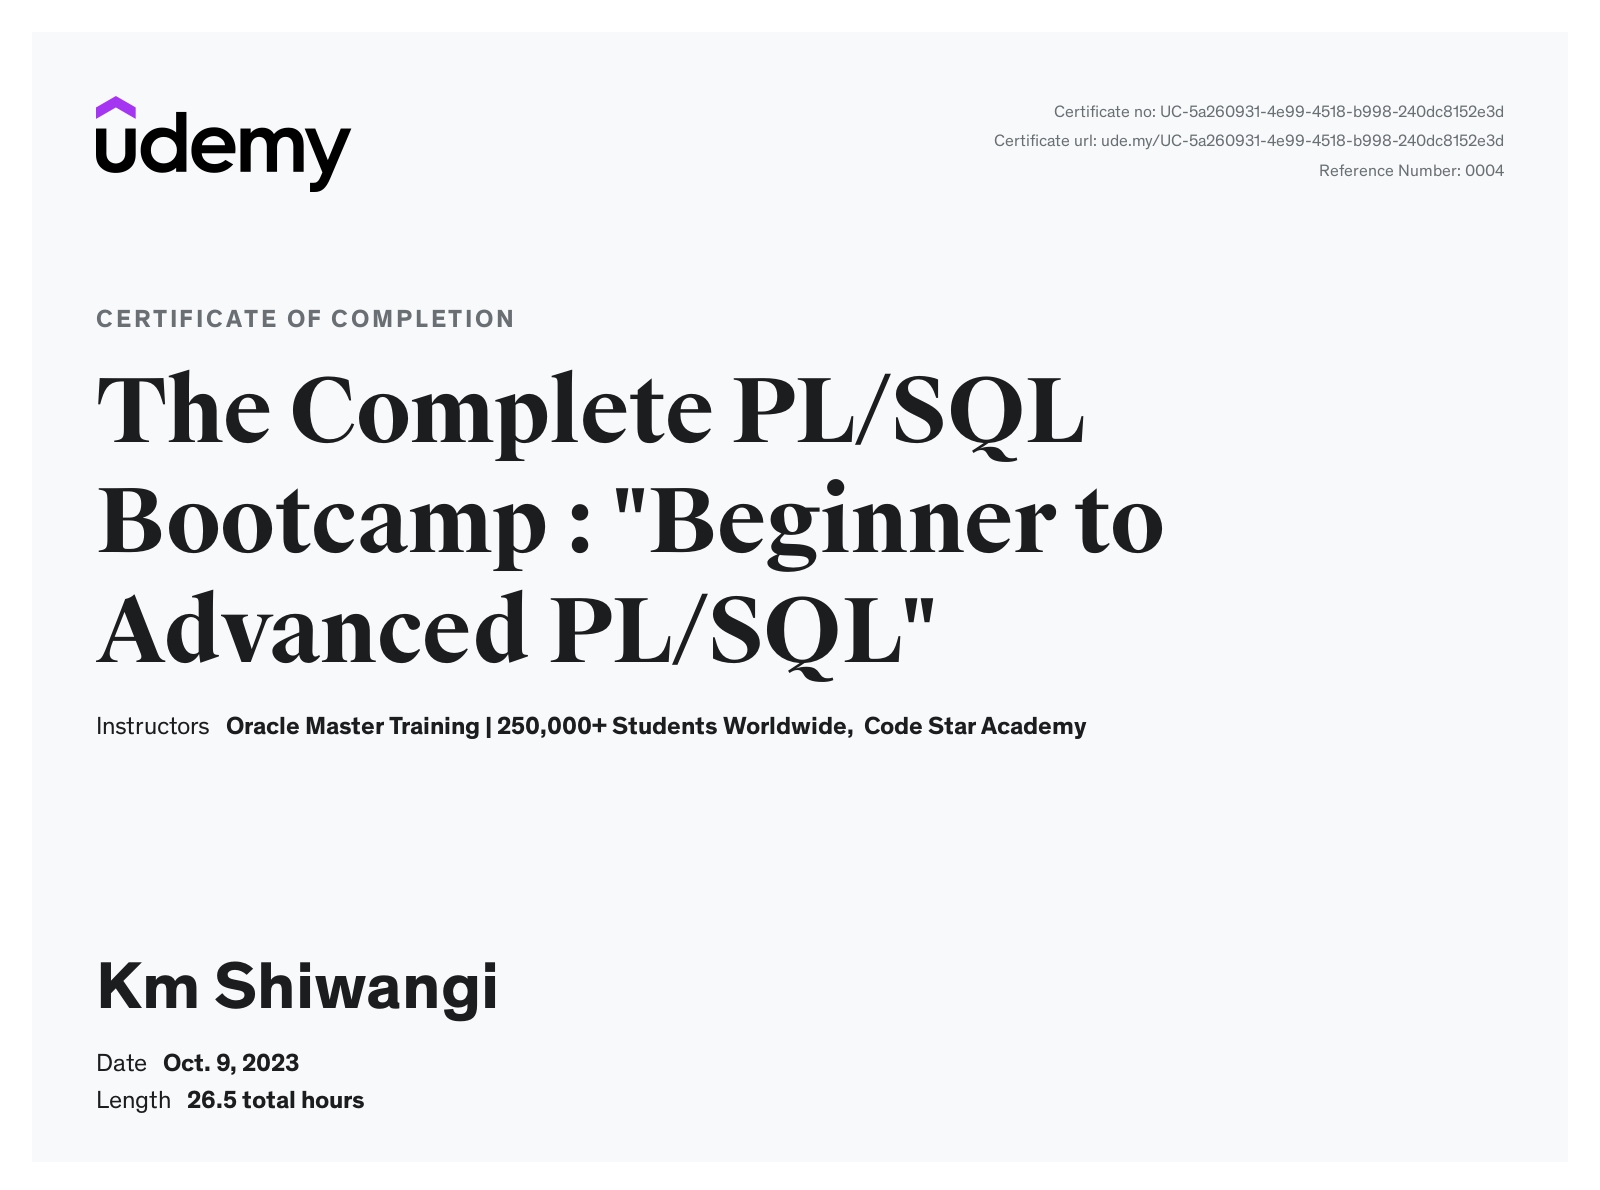 udemy
Certificate no: UC-5a260931-4e99-4518-b998-240dc8152e3d
Certificate url: ude.my/UC-5a260931-4e99-4518-b998-240dc8152e3d
Reference Number: 0004
CERTIFICATE OF COMPLETION
The Complete PL/SQL
Bootcamp : "Beginner to
Advanced PL/SQL"
Instructors Oracle Master Training | 250,000+ Students Worldwide, Code Star Academy
Km Shiwangi
Date Oct. 9, 2023
Length 26.5 total hours